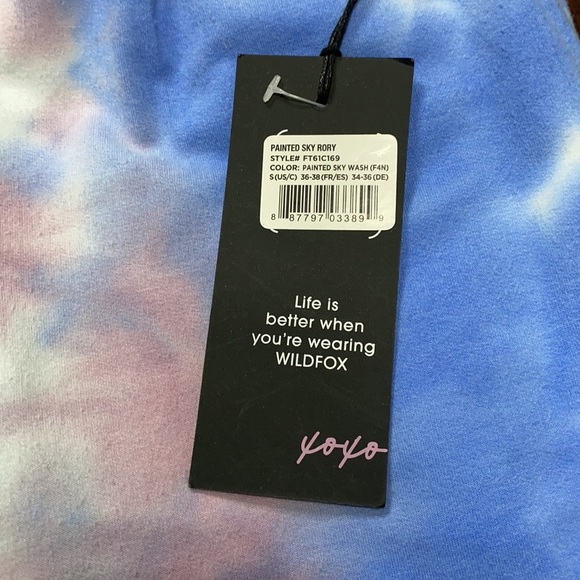 PAINTED SKY RORY
STYLE# FT61C169
COLOR: PAINTED SKY WASH (F4N)
S(US/C) 36-38(FR/ES) 34-36(DE)
8 87797 03389 9
Life is
better when
you're wearing
WILDFOX
xoxo